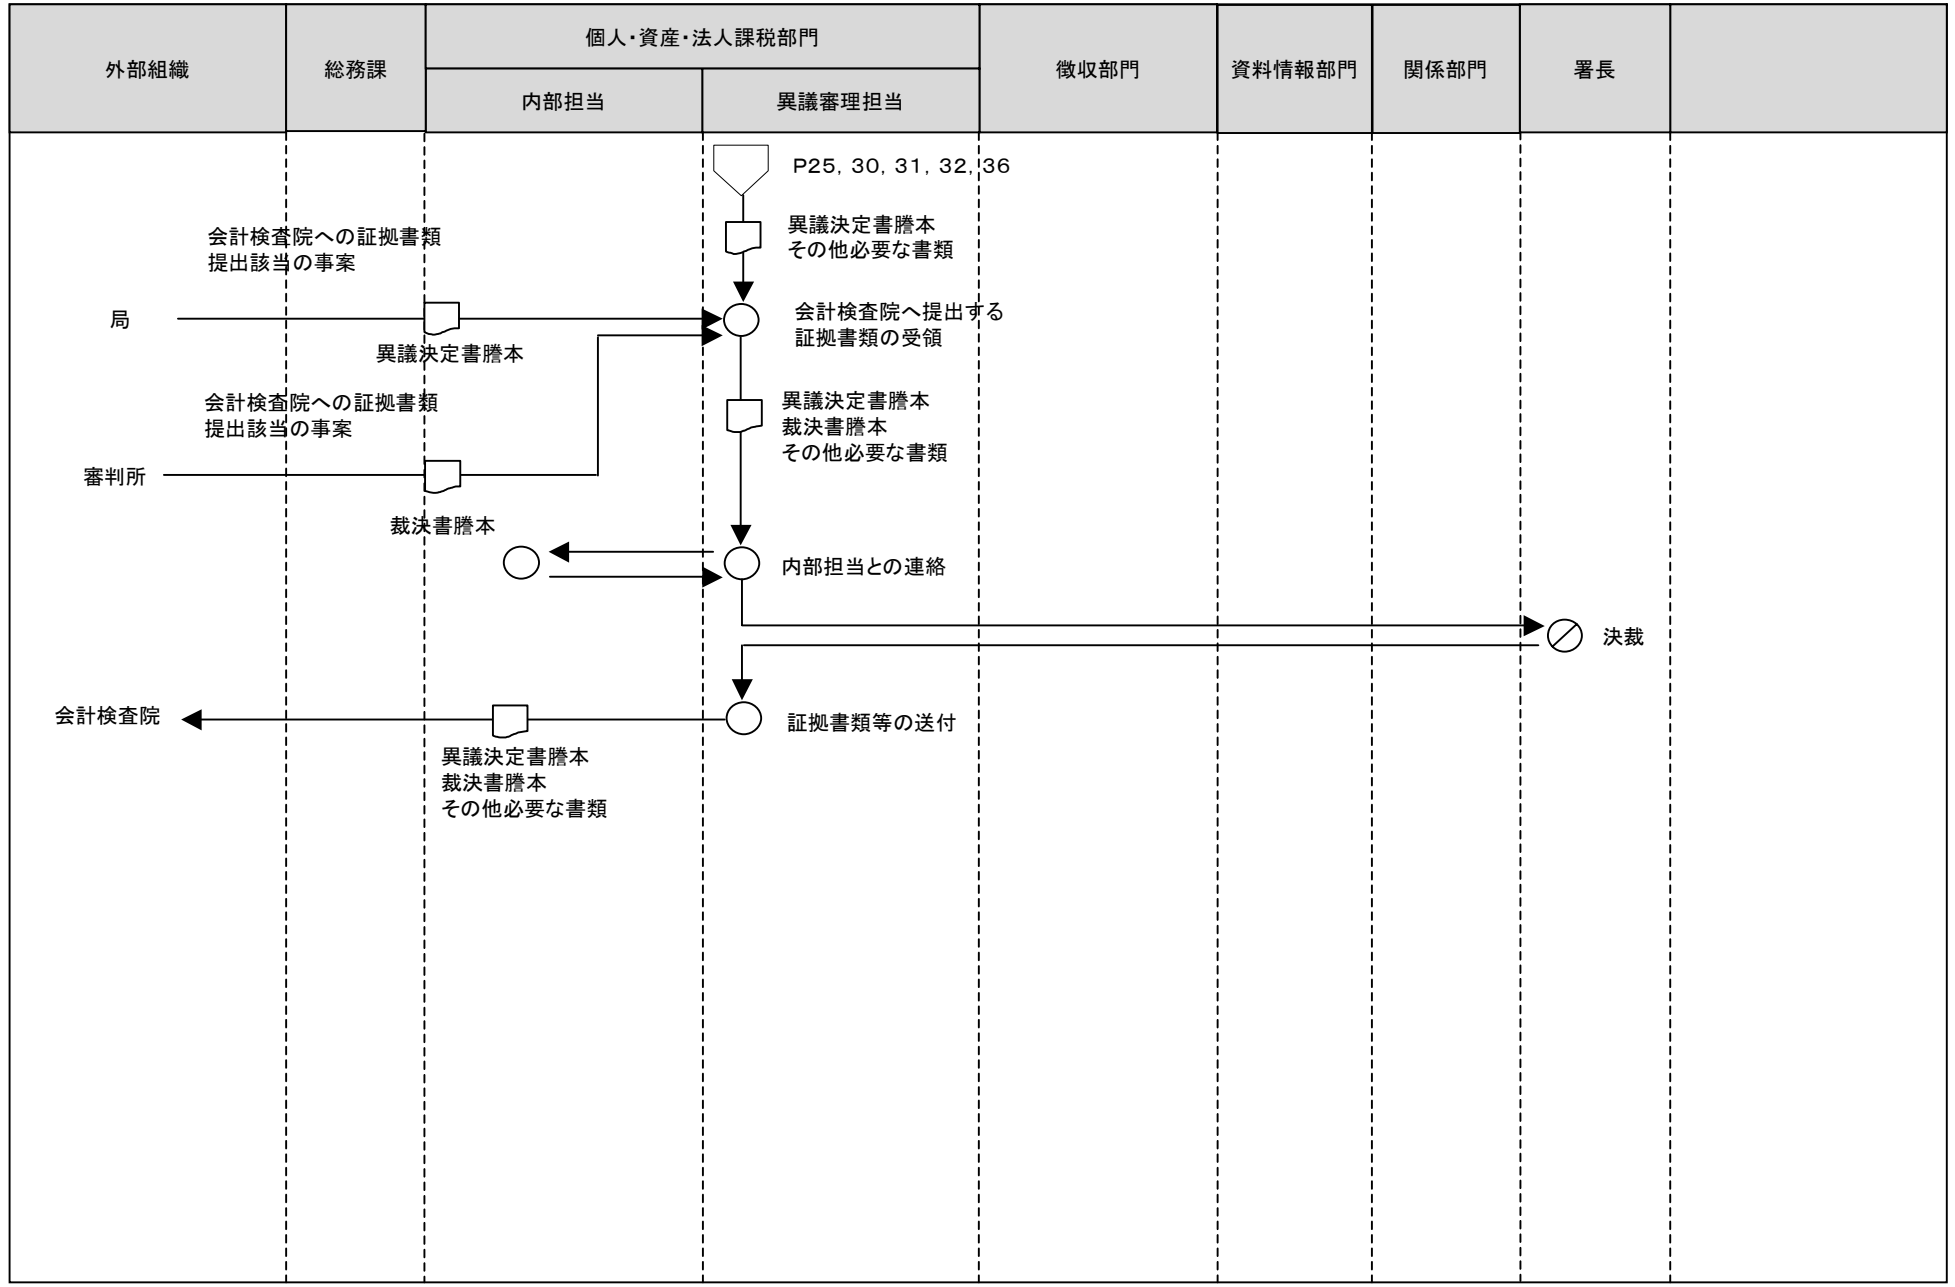 外部組織
総務課
個人・資産・法人課税部門
内部担当
異議審理担当
徴収部門
資料情報部門
関係部門
署長
P25, 30, 31, 32, 36
異議決定書謄本
その他必要な書類
会計検査院への証拠書類
提出該当の事案
局
異議決定書謄本
会計検査院へ提出する
証拠書類の受領
会計検査院への証拠書類
提出該当の事案
異議決定書謄本
裁決書謄本
その他必要な書類
審判所
裁決書謄本
内部担当との連絡
決裁
会計検査院
証拠書類等の送付
異議決定書謄本
裁決書謄本
その他必要な書類